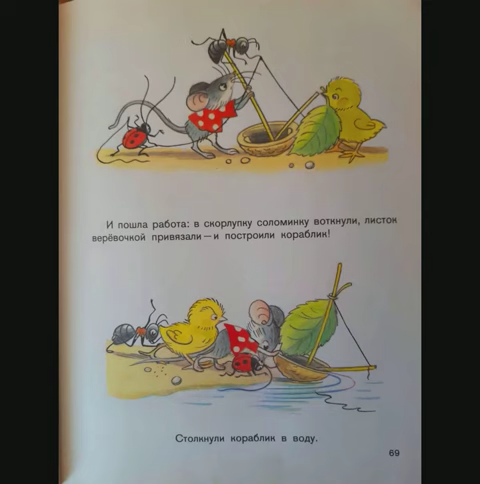 И пошла работа: в скорлупку соломинку воткнули, листок
верёвочкой привязали — и построили кораблик!
Столкнули кораблик в воду.
69